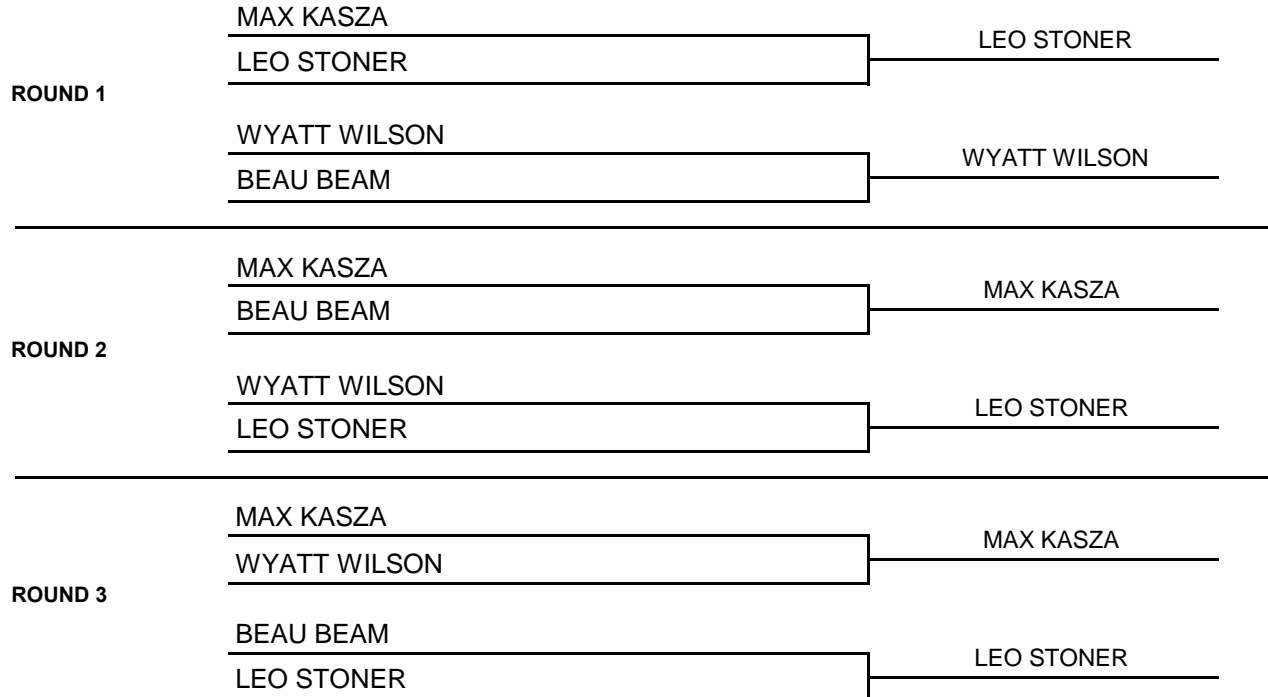 MAX KASZA
LEO STONER
LEO STONER
ROUND 1
WYATT WILSON
WYATT WILSON
BEAU BEAM
MAX KASZA
MAX KASZA
BEAU BEAM
ROUND 2
WYATT WILSON
LEO STONER
LEO STONER
MAX KASZA
MAX KASZA
WYATT WILSON
ROUND 3
BEAU BEAM
LEO STONER
LEO STONER